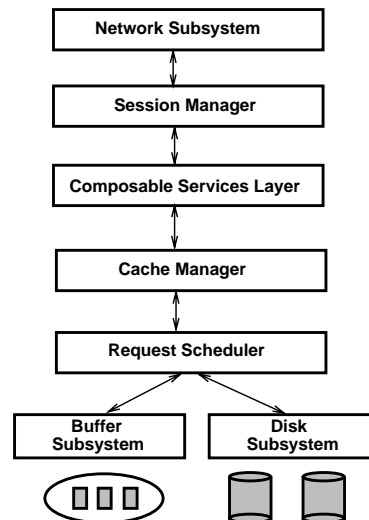 Network Subsystem
Session Manager
Composable Services Layer
Cache Manager
Request Scheduler
Buffer
Subsystem
Disk
Subsystem